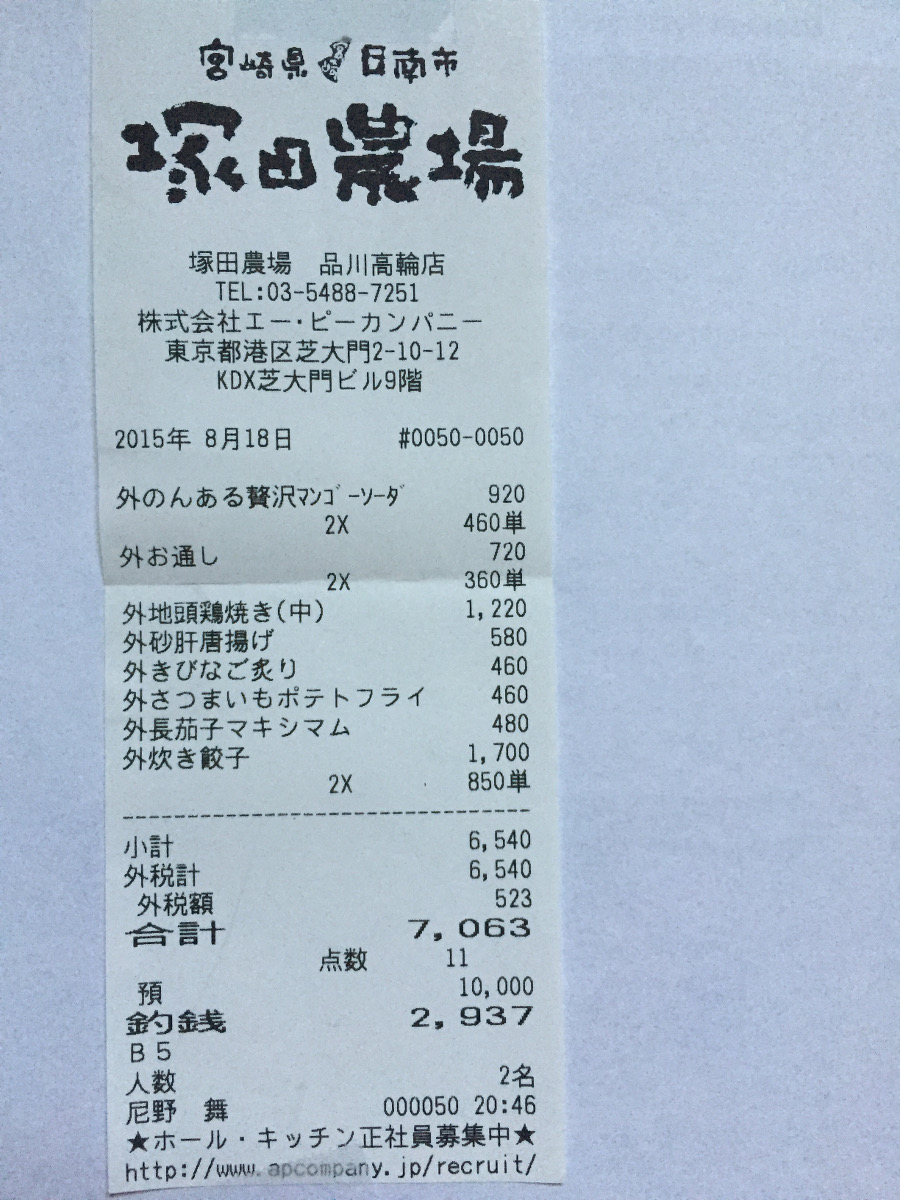 宮崎県 日南市
塚田農場
塚田農場 品川高輪店
TEL:03-5488-7251
株式会社エー・ピーカンパニー
東京都港区芝大門2-10-12
KDX芝大門ビル9階
2015年 8月18日 #0050-0050
外のんある贅沢ﾏﾝｺﾞｰｿｰﾀﾞ 920
2X 460単
外お通し 720
2X 360単
外地頭鶏焼き(中) 1,220
外砂肝唐揚げ 580
外きびなご炙り 460
外さつまいもポテトフライ 460
外長茄子マキシマム 480
外炊き餃子 1,700
2X 850単
小計 6,540
外税計 6,540
外税額 523
合計 7,063
点数 11
預 10,000
釣銭 2,937
B5
人数 2名
尼野 舞 000050 20:46
★ホール・キッチン正社員募集中★
http://www.apcompany.jp/recruit/